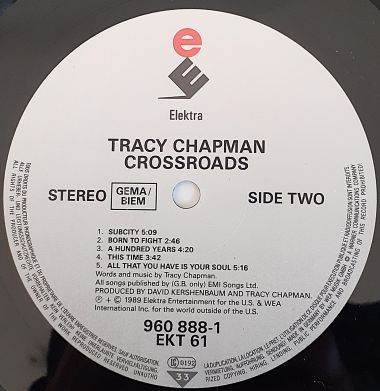 e
E
Elektra
TRACY CHAPMAN
CROSSROADS
STEREO
GEMA/
BIEM
SIDE TWO
1. SUBCITY 5:09
2. BORN TO FIGHT 2:46
3. A HUNDRED YEARS 4:20
4. THIS TIME 3:42
5. ALL THAT YOU HAVE IS YOUR SOUL 5:16
Words and music by Tracy Chapman.
All songs published by (G.B. only) EMI Songs Ltd.
PRODUCED BY DAVID KERSHENBAUM and TRACY CHAPMAN.
℗ + © 1989 Elektra Entertainment for the U.S. & WEA
International Inc. for the world outside of the U.S.
960 888-1
EKT 61
LC 0192
33